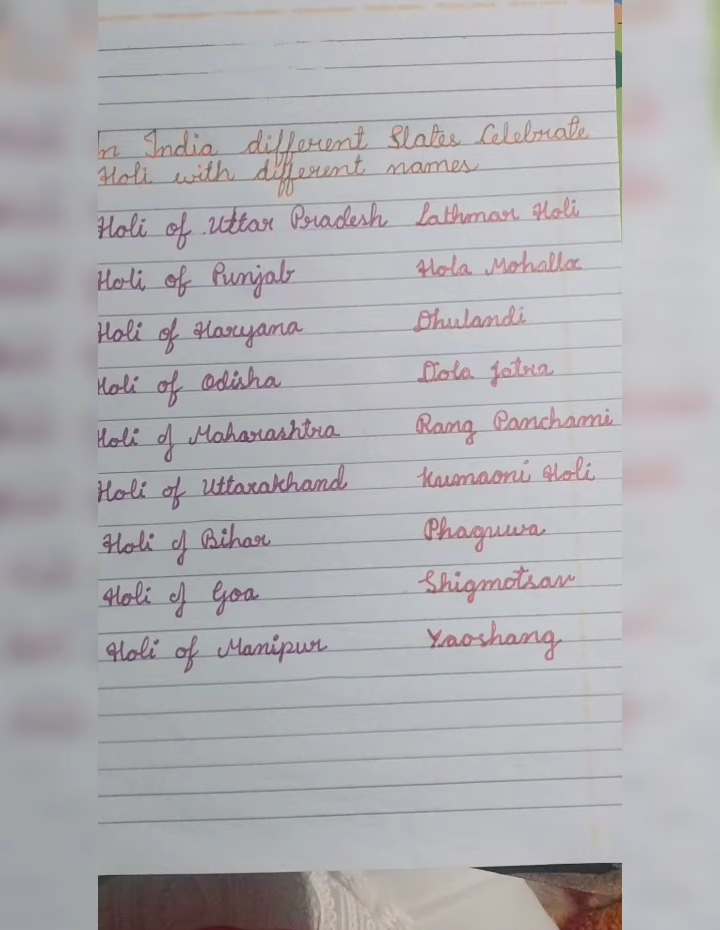 In India different States Celebrate
Holi with different names
Holi of Uttar Pradesh Lathmar Holi
Holi of Punjab Hola Mohalla
Holi of Haryana Dhulandi
Holi of Odisha Dola Jatra
Holi of Maharashtra Rang Panchami
Holi of Uttarakhand Kumaoni Holi
Holi of Bihar Phaguwa
Holi of Goa Shigmotsav
Holi of Manipur Yaoshang